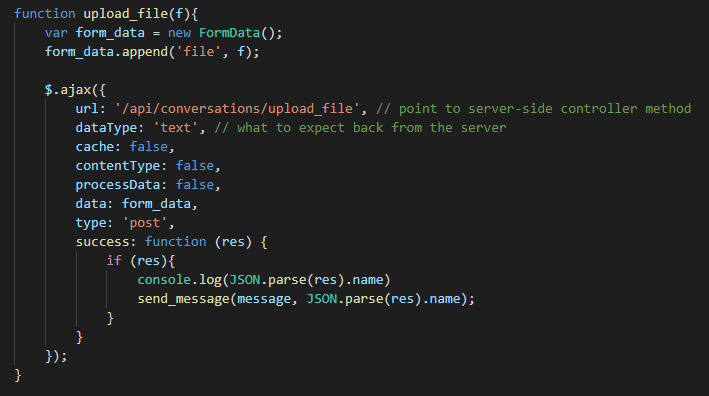 function upload_file(f){
    var form_data = new FormData();
    form_data.append('file', f);

    $.ajax({
        url: '/api/conversations/upload_file', // point to server-side controller method
        dataType: 'text', // what to expect back from the server
        cache: false,
        contentType: false,
        processData: false,
        data: form_data,
        type: 'post',
        success: function (res) {
            if (res){
                console.log(JSON.parse(res).name)
                send_message(message, JSON.parse(res).name);
            }
        }
    });
}